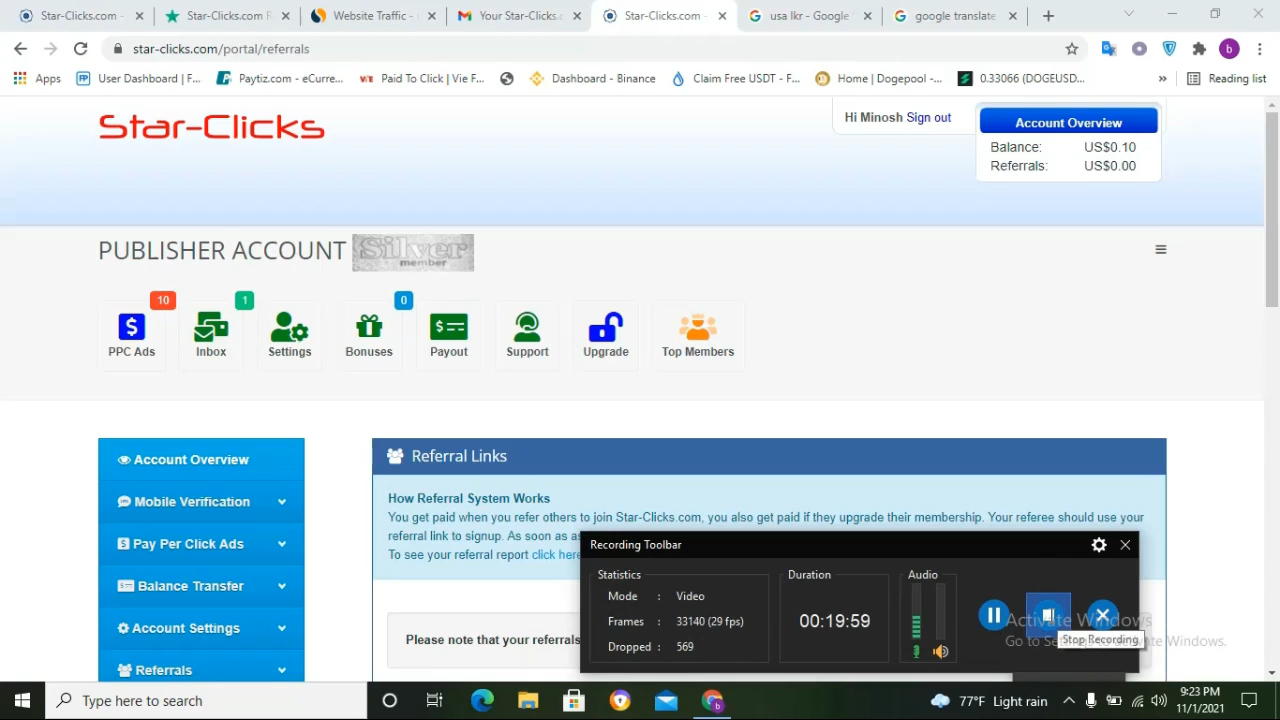 Star-Clicks.com -
Star-Clicks.com R
Website Traffic -
Your Star-Clicks.c
Star-Clicks.com -
usa lkr - Google
google translate
star-clicks.com/portal/referrals
b
Apps
User Dashboard | F...
Paytiz.com - eCurre...
Paid To Click | Vie F...
Dashboard - Binance
Claim Free USDT - F...
Home | Dogepool -...
0.33066 (DOGEUSD...
»
Reading list
Star-Clicks
Hi Minosh Sign out
Account Overview
Balance: US$0.10
Referrals: US$0.00
PUBLISHER ACCOUNT Silver member
10
1
0
PPC Ads
Inbox
Settings
Bonuses
Payout
Support
Upgrade
Top Members
Account Overview
Mobile Verification
Pay Per Click Ads
Balance Transfer
Account Settings
Referrals
Referral Links
How Referral System Works
You get paid when you refer others to join Star-Clicks.com, you also get paid if they upgrade their membership. Your referee should use your
referral link to signup. As soon as as
To see your referral report click here
Please note that your referrals
Recording Toolbar
Statistics
Mode : Video
Frames : 33140 (29 fps)
Dropped : 569
Duration
00:19:59
Audio
Activate Windows
Go to Settings to activate Windows.
Stop Recording
Type here to search
77°F Light rain
9:23 PM
11/1/2021